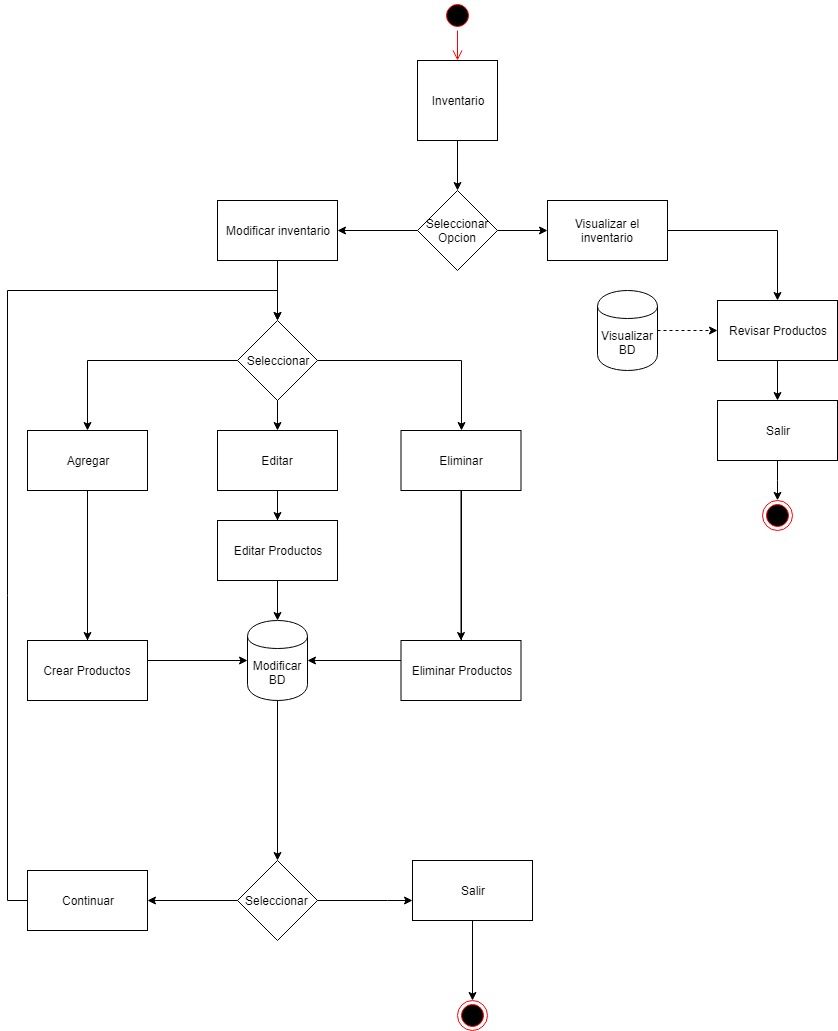 Inventario
Seleccionar
Opcion
Modificar inventario
Visualizar el
inventario
Visualizar
BD
Revisar Productos
Seleccionar
Salir
Agregar
Editar
Eliminar
Editar Productos
Crear Productos
Modificar
BD
Eliminar Productos
Continuar
Seleccionar
Salir